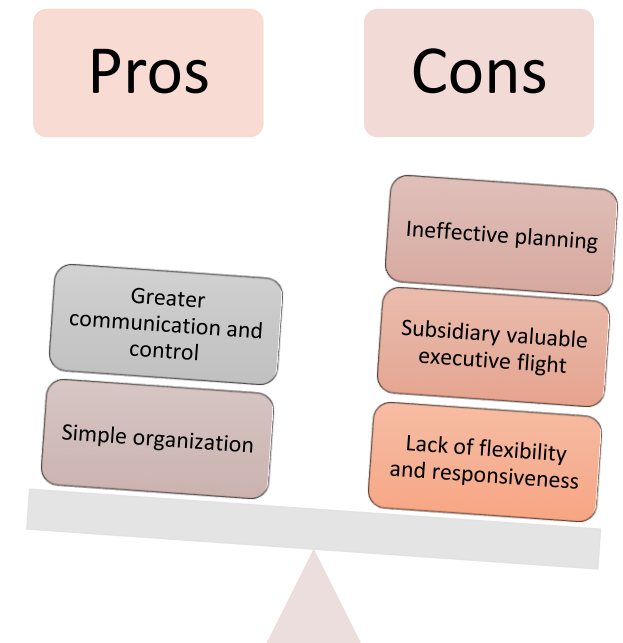 Pros
Cons
Greater
communication and
control
Simple organization
Ineffective planning
Subsidiary valuable
executive flight
Lack of flexibility
and responsiveness